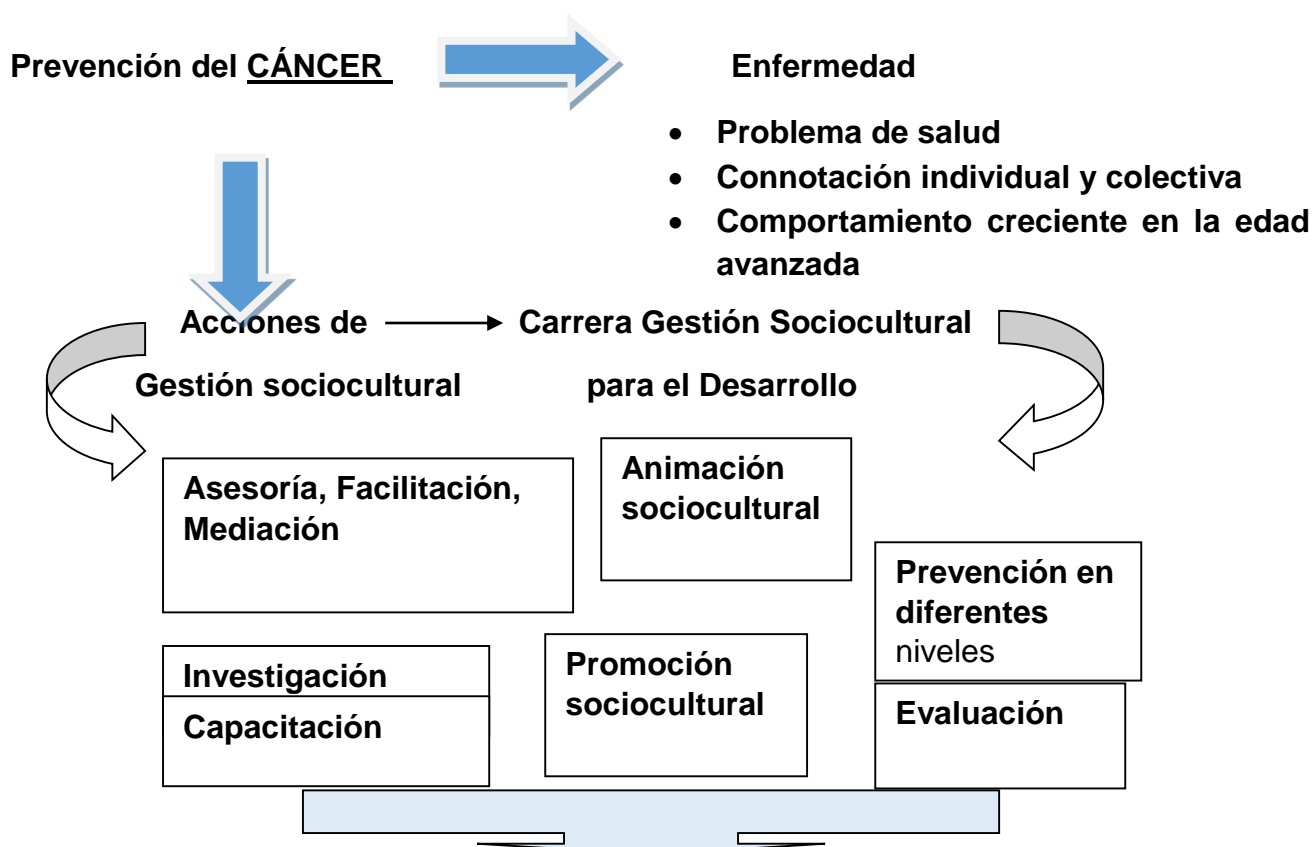 Prevención del CÁNCER
Enfermedad
• Problema de salud
• Connotación individual y colectiva
• Comportamiento creciente en la edad
avanzada
Acciones de
Gestión sociocultural
Carrera Gestión Sociocultural
para el Desarrollo
Asesoría, Facilitación,
Mediación
Animación
sociocultural
Prevención en
diferentes
niveles
Investigación
Capacitación
Promoción
sociocultural
Evaluación